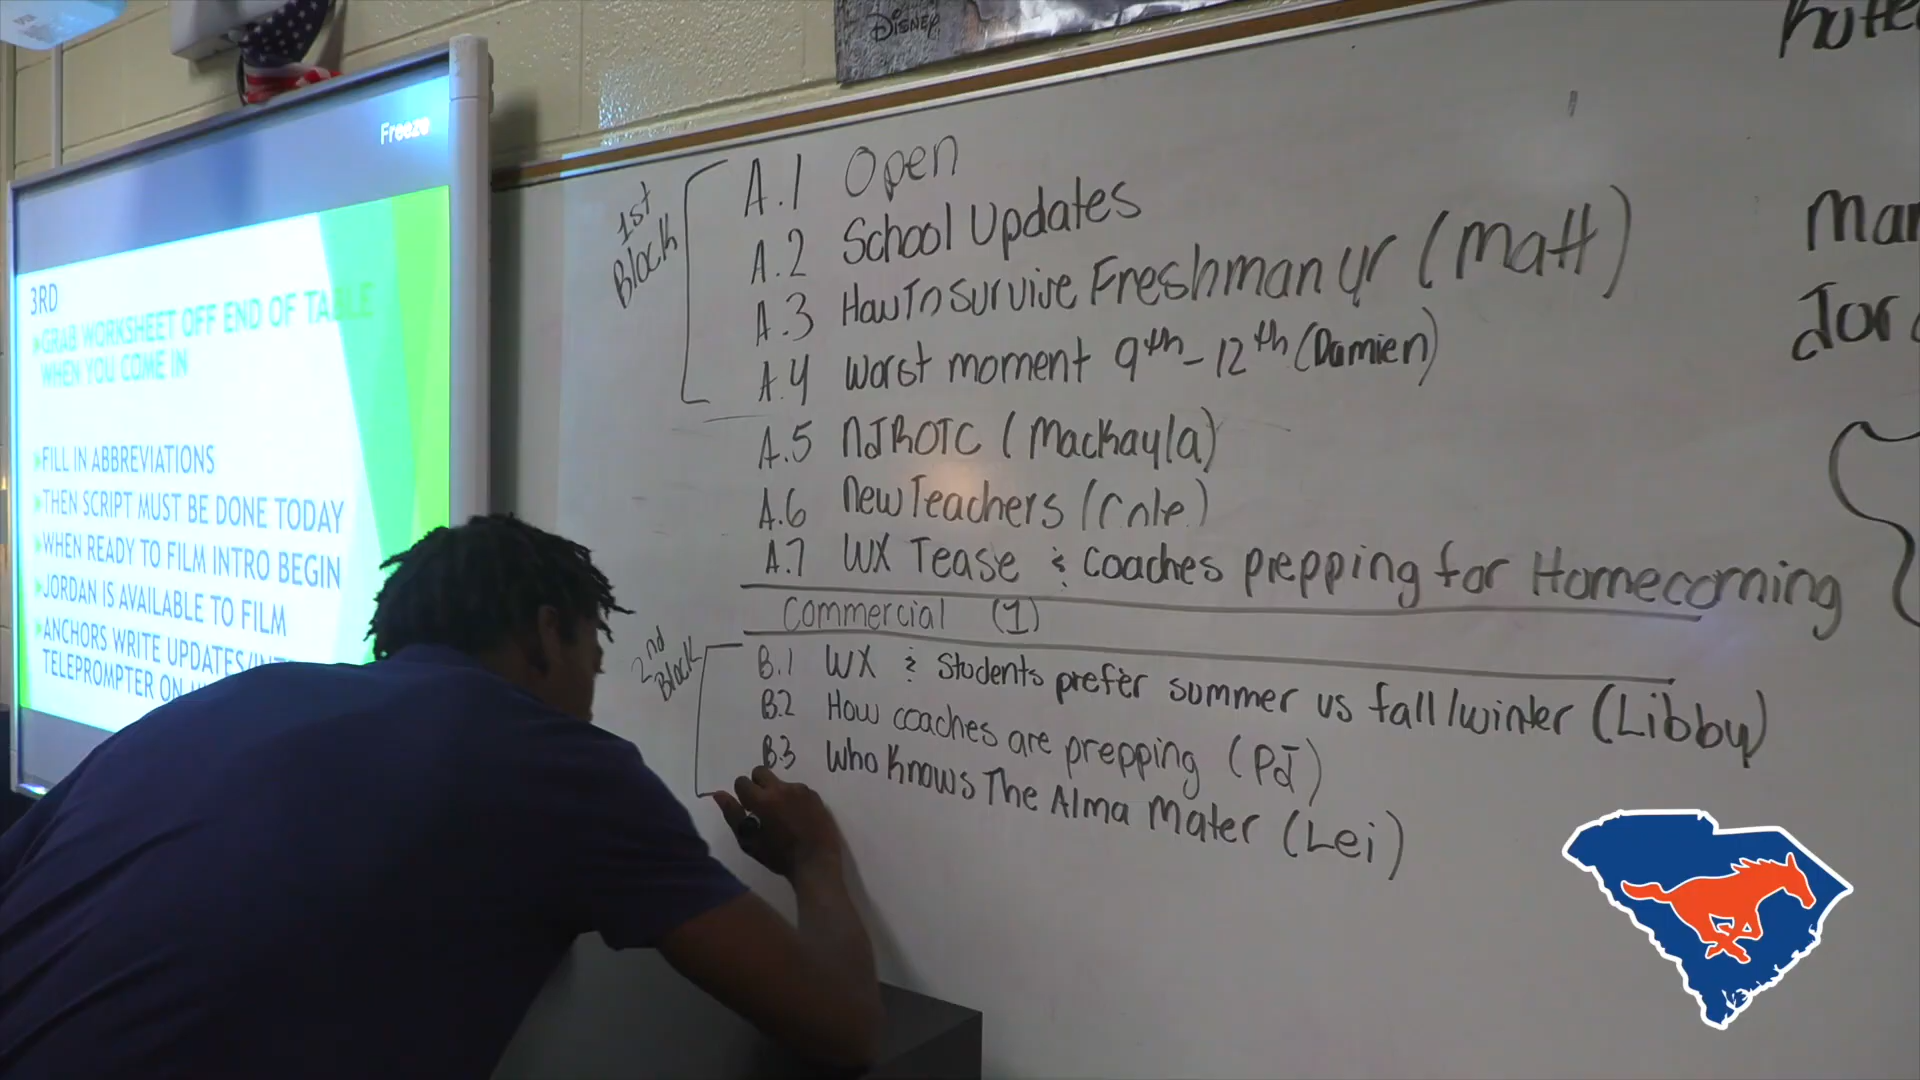 Disney
Freeze
3RD
GRAB WORKSHEET OFF END OF TABLE
WHEN YOU COME IN
FILL IN ABBREVIATIONS
THEN SCRIPT MUST BE DONE TODAY
WHEN READY TO FILM INTRO BEGIN
JORDAN IS AVAILABLE TO FILM
ANCHORS WRITE UPDATES/
TELEPROMPTER ON
1st
Block
A.1 Open
A.2 School Updates
A.3 How To Survive Freshman yr (Matt)
A.4 Worst moment 9th-12th (Damien)
A.5 NJROTC (MacKayla)
A.6 New Teachers (Cole)
A.7 WX Tease & Coaches prepping for Homecoming
Commercial (1)
2nd
Block
B.1 WX & Students prefer summer vs fall/winter (Libby)
B.2 How coaches are prepping (PJ)
B.3 Who Knows The Alma Mater (Lei)